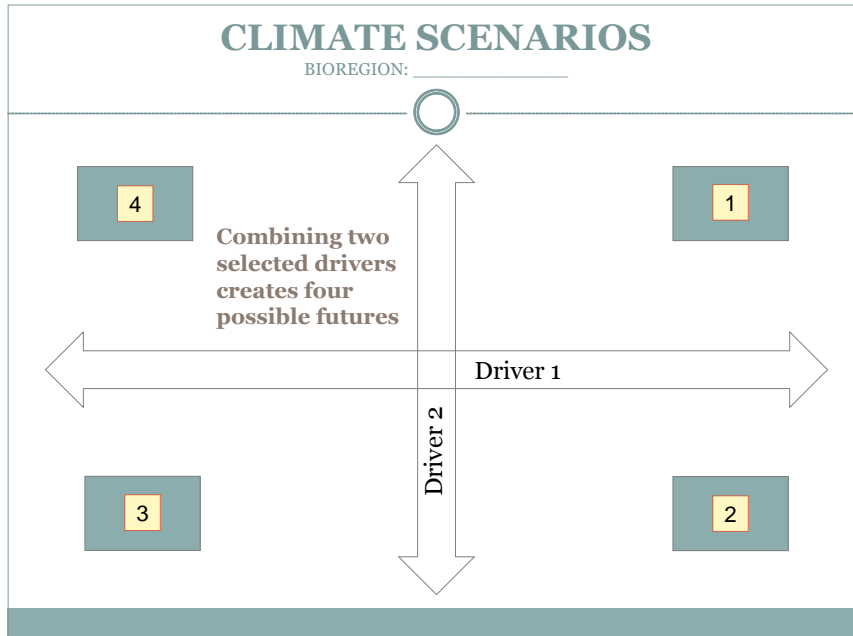 CLIMATE SCENARIOS
BIOREGION: ___________________
4
1
Combining two
selected drivers
creates four
possible futures
Driver 1
Driver 2
3
2